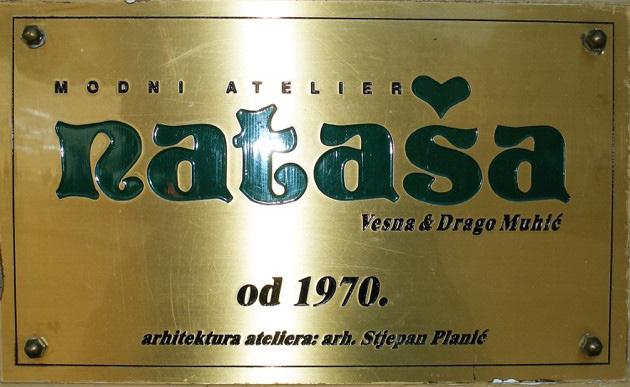 MODNI ATELIER
nataša
Vesna & Drago Muhić
od 1970.
arhitektura ateliera: arh. Stjepan Planić